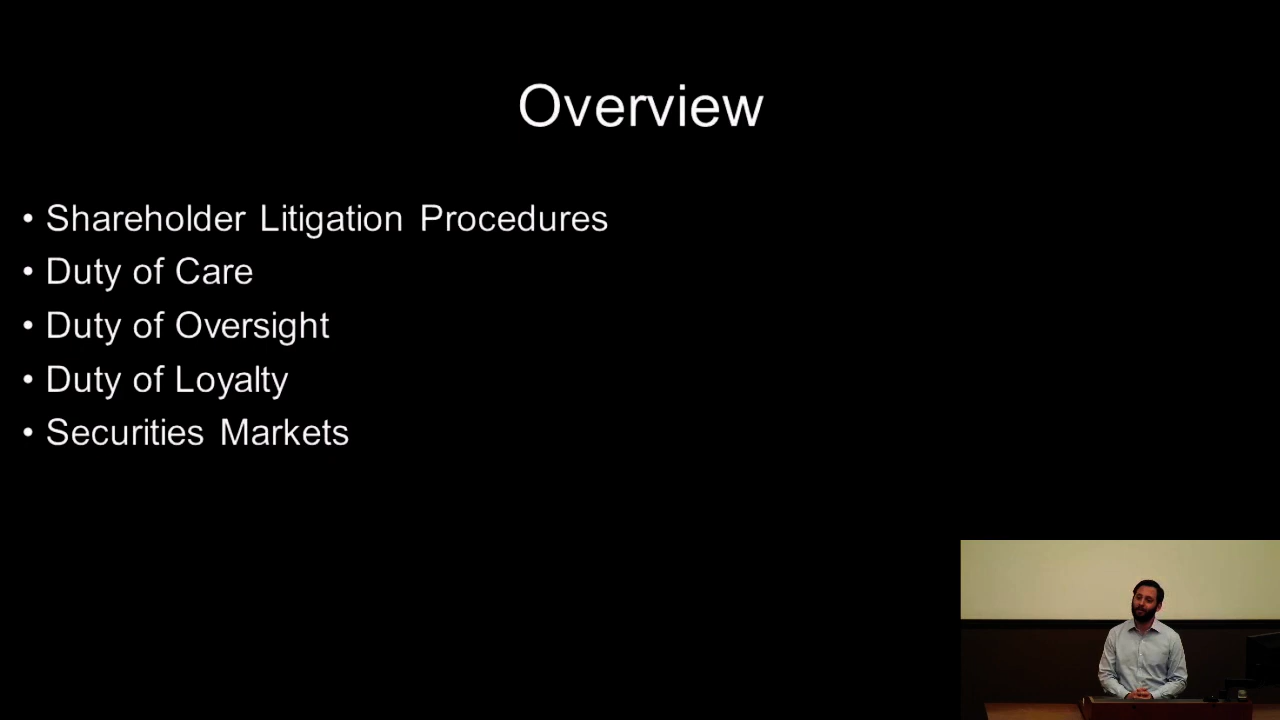 Overview
• Shareholder Litigation Procedures
• Duty of Care
• Duty of Oversight
• Duty of Loyalty
• Securities Markets